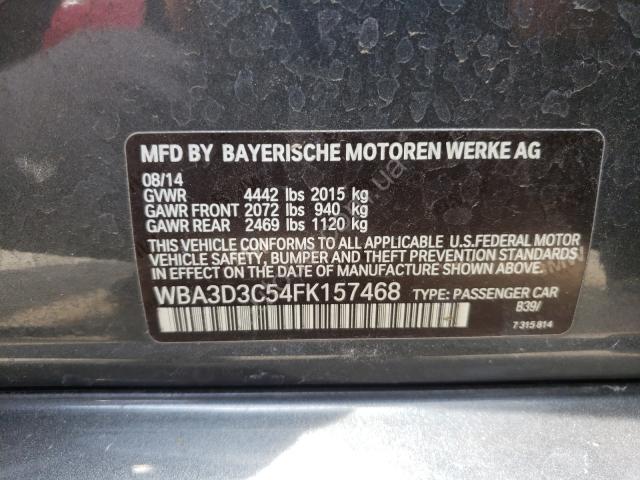 MFD BY BAYERISCHE MOTOREN WERKE AG
08/14
GVWR 4442 lbs 2015 kg
GAWR FRONT 2072 lbs 940 kg
GAWR REAR 2469 lbs 1120 kg
THIS VEHICLE CONFORMS TO ALL APPLICABLE U.S.FEDERAL MOTOR
VEHICLE SAFETY, BUMPER AND THEFT PREVENTION STANDARDS
IN EFFECT ON THE DATE OF MANUFACTURE SHOWN ABOVE.
WBA3D3C54FK157468 TYPE: PASSENGER CAR
B39/
7 315 814